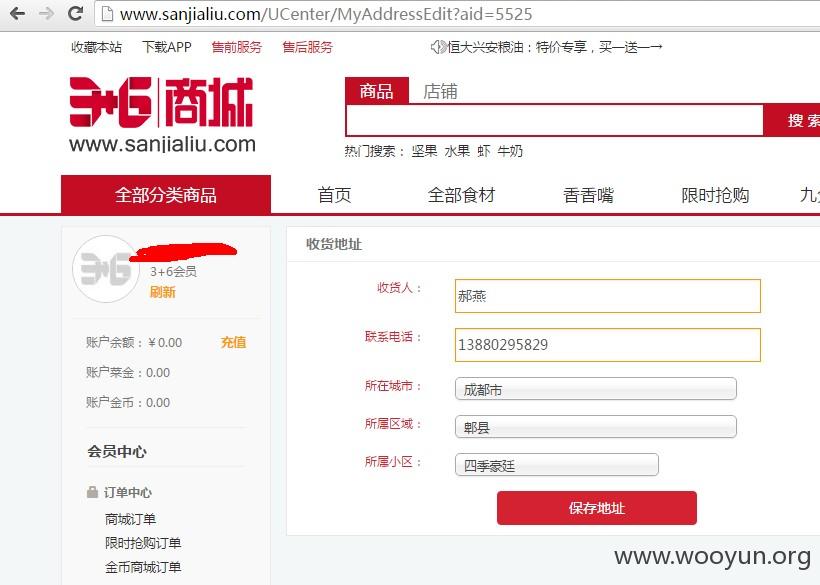 www.sanjialiu.com/UCenter/MyAddressEdit?aid=5525
收藏本站 下载APP 售前服务 售后服务 恒大兴安粮油：特价专享，买一送一→
3+6 商城
www.sanjialiu.com
商品 店铺
搜索
热门搜索： 坚果 水果 虾 牛奶
全部分类商品 首页 全部食材 香香嘴 限时抢购 九
3+6
3+6会员
刷新
账户余额：￥0.00 充值
账户菜金：0.00
账户金币：0.00
会员中心
订单中心
商城订单
限时抢购订单
金币商城订单
收货地址
收货人： 郝燕
联系电话： 13880295829
所在城市： 成都市
所属区域： 郫县
所属小区： 四季豪廷
保存地址
www.wooyun.org